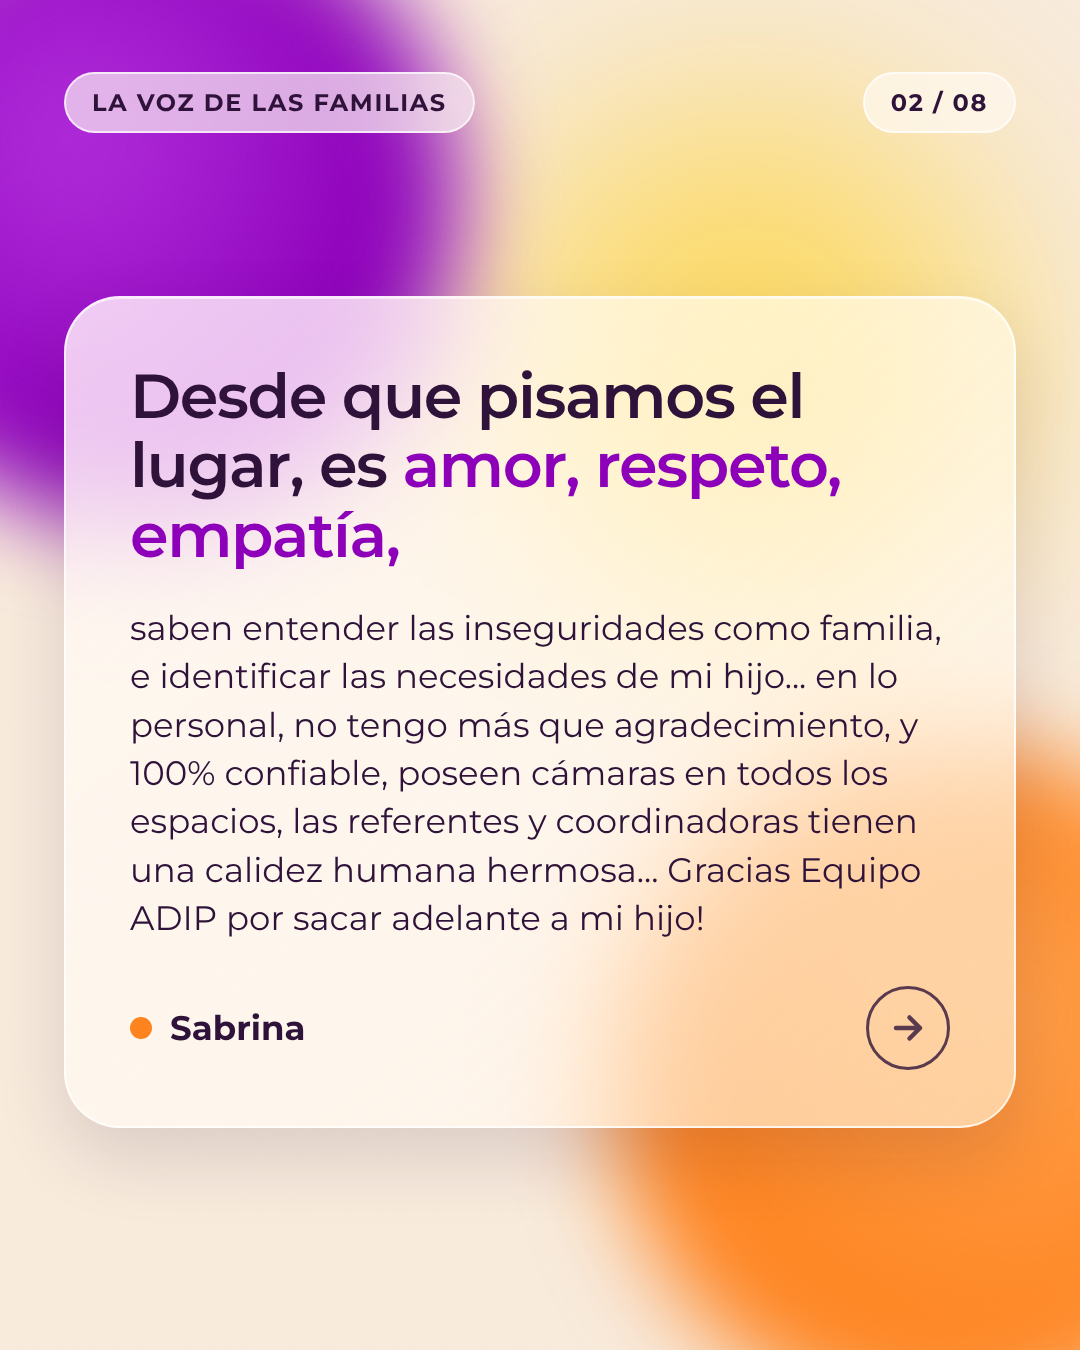 LA VOZ DE LAS FAMILIAS
02 / 08
Desde que pisamos el
lugar, es amor, respeto,
empatía,
saben entender las inseguridades como familia,
e identificar las necesidades de mi hijo... en lo
personal, no tengo más que agradecimiento, y
100% confiable, poseen cámaras en todos los
espacios, las referentes y coordinadoras tienen
una calidez humana hermosa... Gracias Equipo
ADIP por sacar adelante a mi hijo!
Sabrina